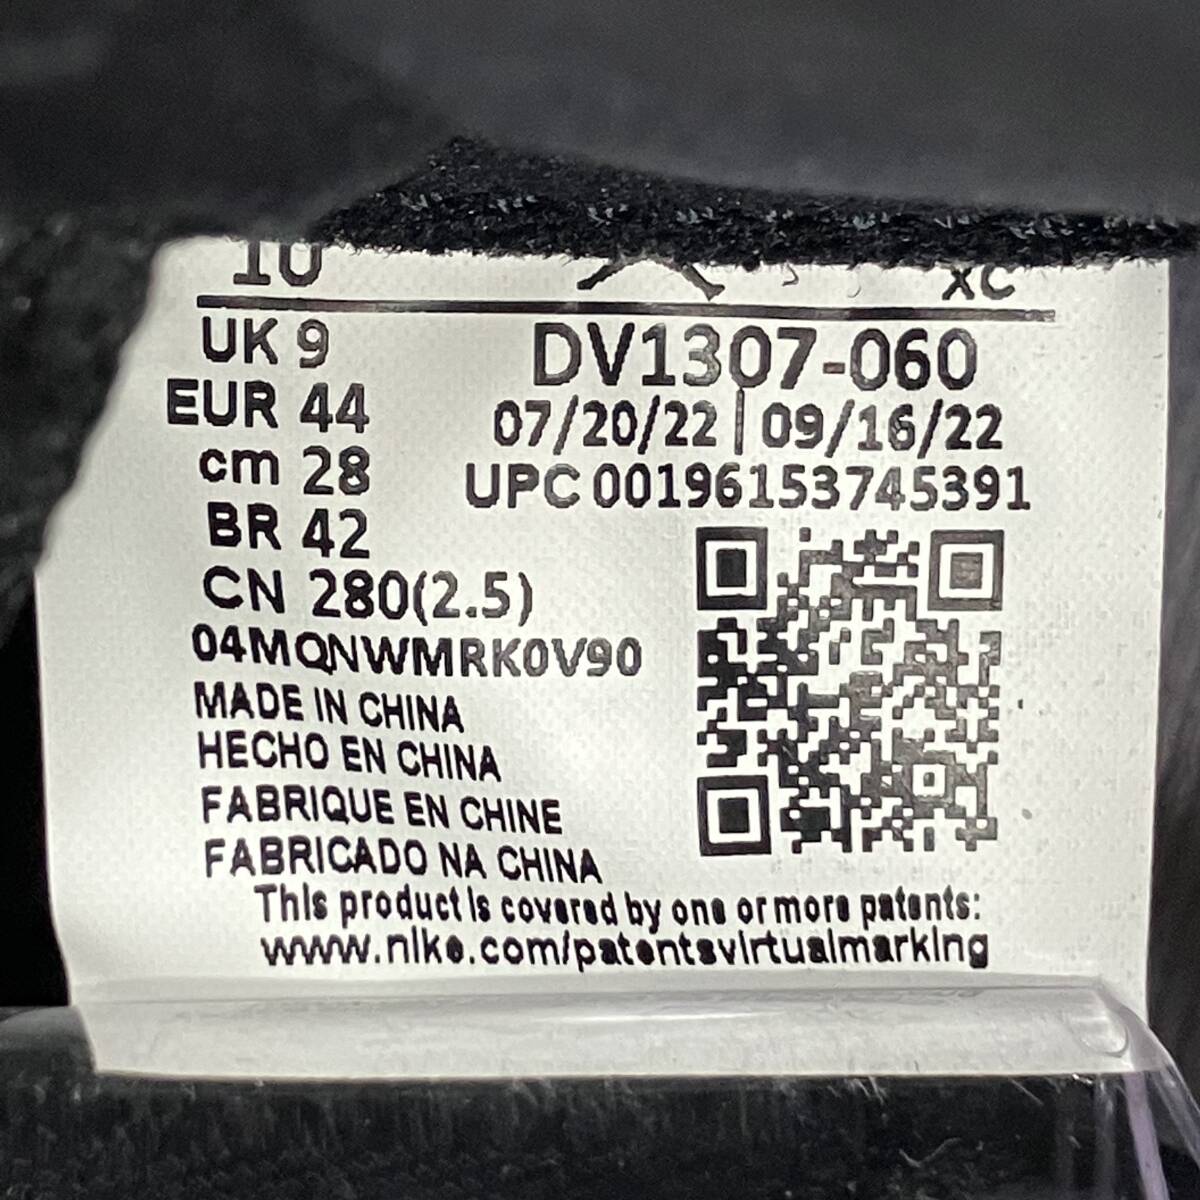 10 XC
UK 9 DV1307-060
EUR 44 07/20/22 | 09/16/22
cm 28 UPC 00196153745391
BR 42
CN 280(2.5)
04MQNWMRK0V90
MADE IN CHINA
HECHO EN CHINA
FABRIQUE EN CHINE
FABRICADO NA CHINA
This product is covered by one or more patents:
www.nike.com/patentsvirtualmarking